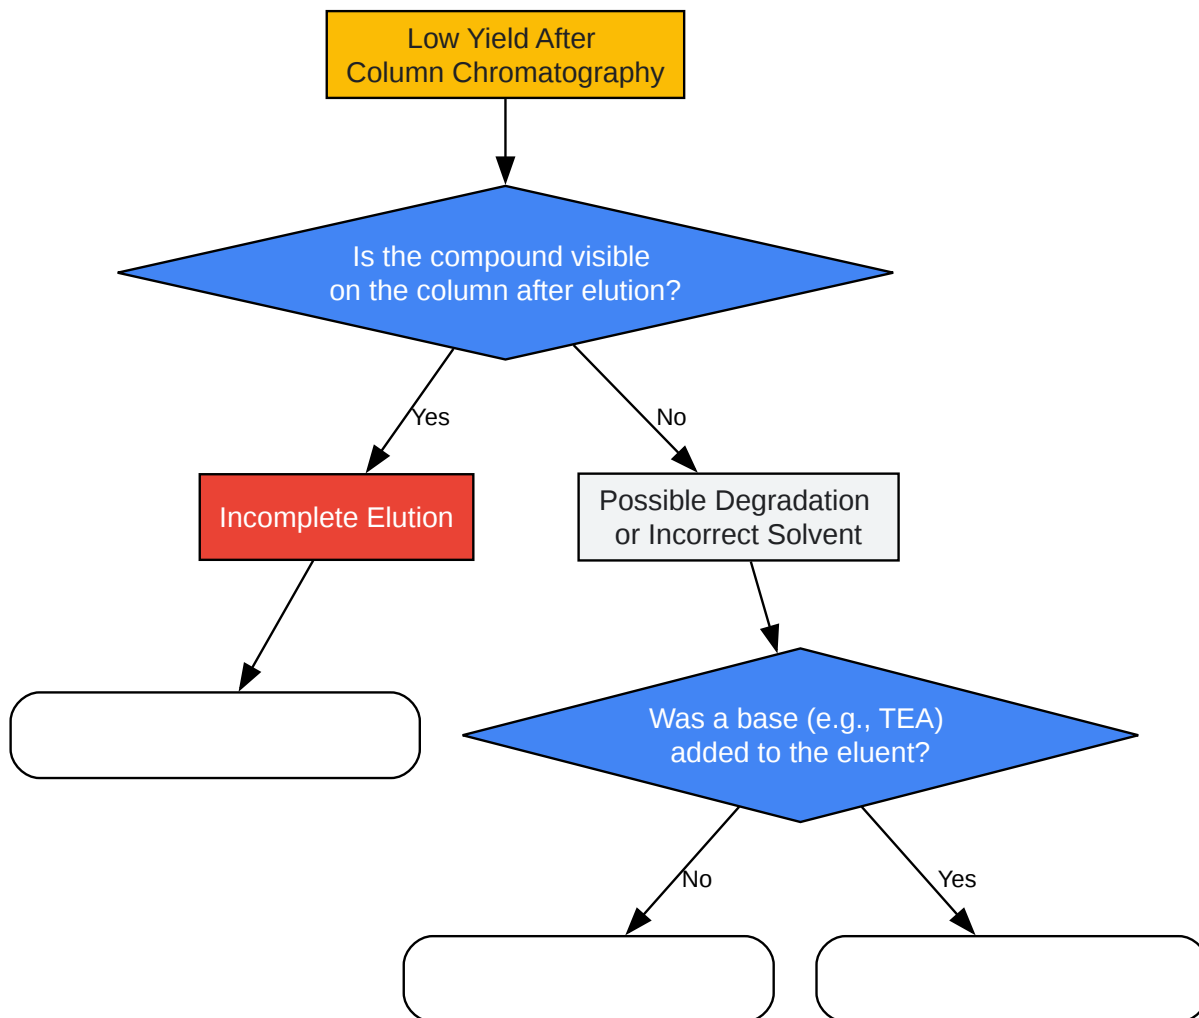 Low Yield After
Column Chromatography
Is the compound visible
on the column after elution?
Yes
No
Incomplete Elution
Possible Degradation
or Incorrect Solvent
Was a base (e.g., TEA)
added to the eluent?
No
Yes